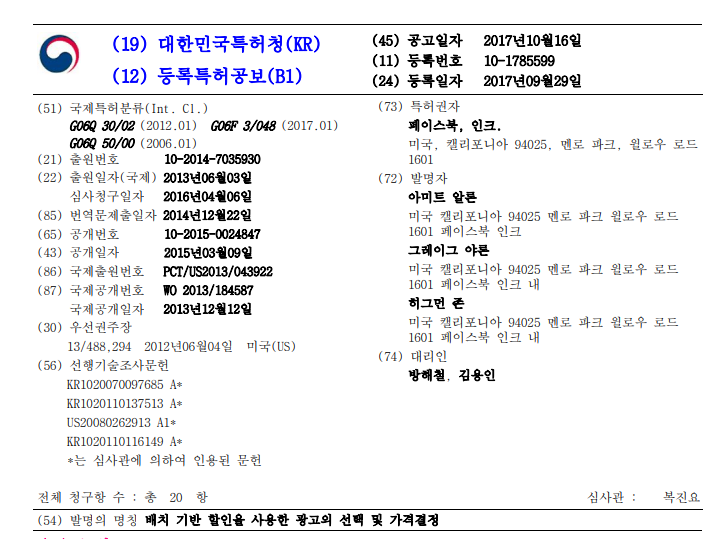 (19) 대한민국특허청(KR)
(12) 등록특허공보(B1)
(45) 공고일자 2017년10월16일
(11) 등록번호 10-1785599
(24) 등록일자 2017년09월29일
(51) 국제특허분류(Int. Cl.)
G06Q 30/02 (2012.01) G06F 3/048 (2017.01)
G06Q 50/00 (2006.01)
(21) 출원번호 10-2014-7035930
(22) 출원일자(국제) 2013년06월03일
심사청구일자 2016년04월06일
(85) 번역문제출일자 2014년12월22일
(65) 공개번호 10-2015-0024847
(43) 공개일자 2015년03월09일
(86) 국제출원번호 PCT/US2013/043922
(87) 국제공개번호 WO 2013/184587
국제공개일자 2013년12월12일
(30) 우선권주장
13/488,294 2012년06월04일 미국(US)
(56) 선행기술조사문헌
KR1020070097685 A*
KR1020110137513 A*
US20080262913 A1*
KR1020110116149 A*
*는 심사관에 의하여 인용된 문헌
(73) 특허권자
페이스북, 인크.
미국, 캘리포니아 94025, 멘로 파크, 윌로우 로드
1601
(72) 발명자
아미트 알론
미국 캘리포니아 94025 멘로 파크 윌로우 로드
1601 페이스북 인크
그레이그 야론
미국 캘리포니아 94025 멘로 파크 윌로우 로드
1601 페이스북 인크 내
히그먼 존
미국 캘리포니아 94025 멘로 파크 윌로우 로드
1601 페이스북 인크 내
(74) 대리인
방해철, 김용인
전체 청구항 수 : 총 20 항
심사관 : 복진요
(54) 발명의 명칭 배치 기반 할인을 사용한 광고의 선택 및 가격결정